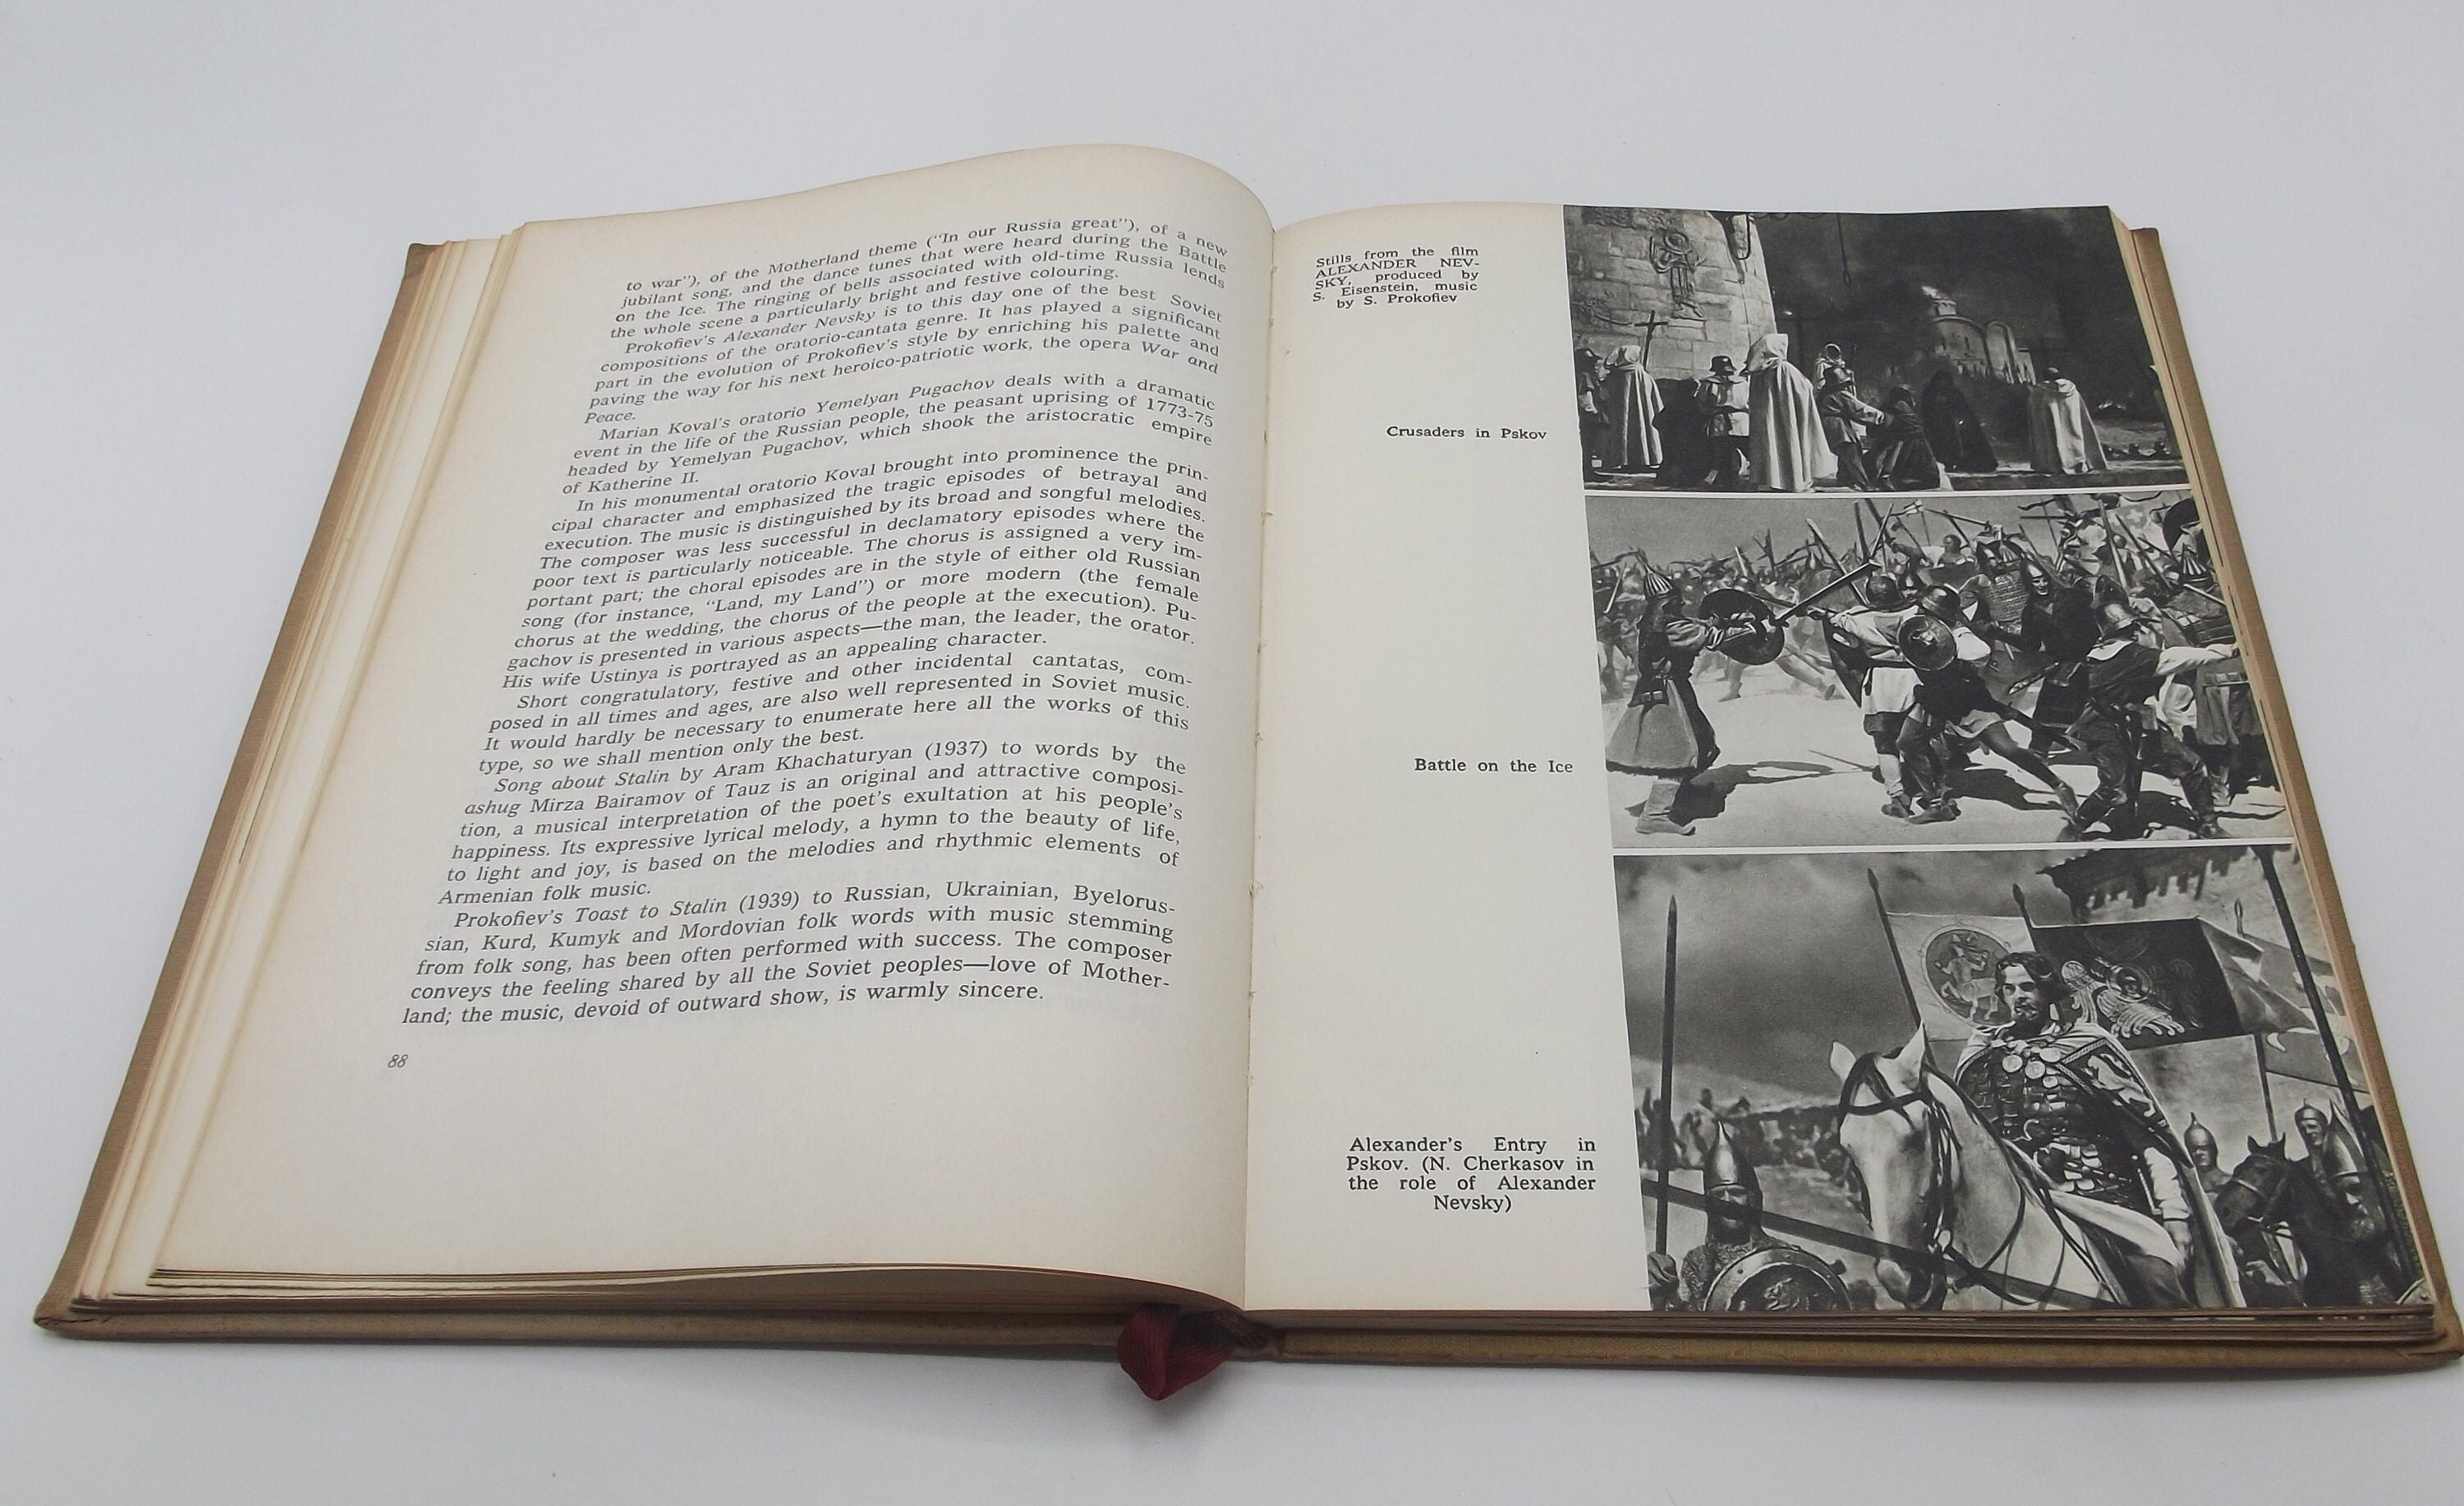 to war"), of the Motherland theme ("In our Russia great"), of a new
jubilant song, and the dance tunes that were heard during the Battle
on the Ice. The ringing of bells associated with old-time Russia lends
the whole scene a particularly bright and festive colouring.
Prokofiev's Alexander Nevsky is to this day one of the best Soviet
compositions of the oratorio-cantata genre. It has played a significant
part in the evolution of Prokofiev's style by enriching his palette and
paving the way for his next heroico-patriotic work, the opera War and
Peace.
Marian Koval's oratorio Yemelyan Pugachov deals with a dramatic
event in the life of the Russian people, the peasant uprising of 1773-75
headed by Yemelyan Pugachov, which shook the aristocratic empire
of Katherine II.
In his monumental oratorio Koval brought into prominence the prin-
cipal character and emphasized the tragic episodes of betrayal and
execution. The music is distinguished by its broad and songful melodies.
The composer was less successful in declamatory episodes where the
poor text is particularly noticeable. The chorus is assigned a very im-
portant part; the choral episodes are in the style of either old Russian
song (for instance, "Land, my Land") or more modern (the female
chorus at the wedding, the chorus of the people at the execution). Pu-
gachov is presented in various aspects—the man, the leader, the orator.
His wife Ustinya is portrayed as an appealing character.
Short congratulatory, festive and other incidental cantatas, com-
posed in all times and ages, are also well represented in Soviet music.
It would hardly be necessary to enumerate here all the works of this
type, so we shall mention only the best.
Song about Stalin by Aram Khachaturyan (1937) to words by the
ashug Mirza Bairamov of Tauz is an original and attractive composi-
tion, a musical interpretation of the poet's exultation at his people's
happiness. Its expressive lyrical melody, a hymn to the beauty of life,
to light and joy, is based on the melodies and rhythmic elements of
Armenian folk music.
Prokofiev's Toast to Stalin (1939) to Russian, Ukrainian, Byelorus-
sian, Kurd, Kumyk and Mordovian folk words with music stemming
from folk song, has been often performed with success. The composer
conveys the feeling shared by all the Soviet peoples—love of Mother-
land; the music, devoid of outward show, is warmly sincere.
88
Stills from the film
ALEXANDER NEV-
SKY, produced by
S. Eisenstein, music
by S. Prokofiev
Crusaders in Pskov
Battle on the Ice
Alexander's Entry in
Pskov. (N. Cherkasov in
the role of Alexander
Nevsky)